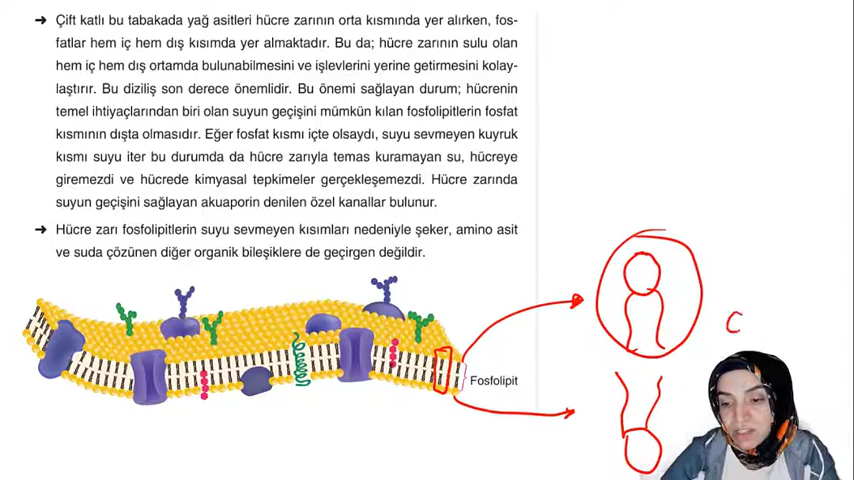 → Çift katlı bu tabakada yağ asitleri hücre zarının orta kısmında yer alırken, fos-
fatlar hem iç hem dış kısımda yer almaktadır. Bu da; hücre zarının sulu olan
hem iç hem dış ortamda bulunabilmesini ve işlevlerini yerine getirmesini kolay-
laştırır. Bu diziliş son derece önemlidir. Bu önemi sağlayan durum; hücrenin
temel ihtiyaçlarından biri olan suyun geçişini mümkün kılan fosfolipitlerin fosfat
kısmının dışta olmasıdır. Eğer fosfat kısmı içte olsaydı, suyu sevmeyen kuyruk
kısmı suyu iter bu durumda da hücre zarıyla temas kuramayan su, hücreye
giremezdi ve hücrede kimyasal tepkimeler gerçekleşemezdi. Hücre zarında
suyun geçişini sağlayan akuaporin denilen özel kanallar bulunur.
→ Hücre zarı fosfolipitlerin suyu sevmeyen kısımları nedeniyle şeker, amino asit
ve suda çözünen diğer organik bileşiklere de geçirgen değildir.
C
Fosfolipit